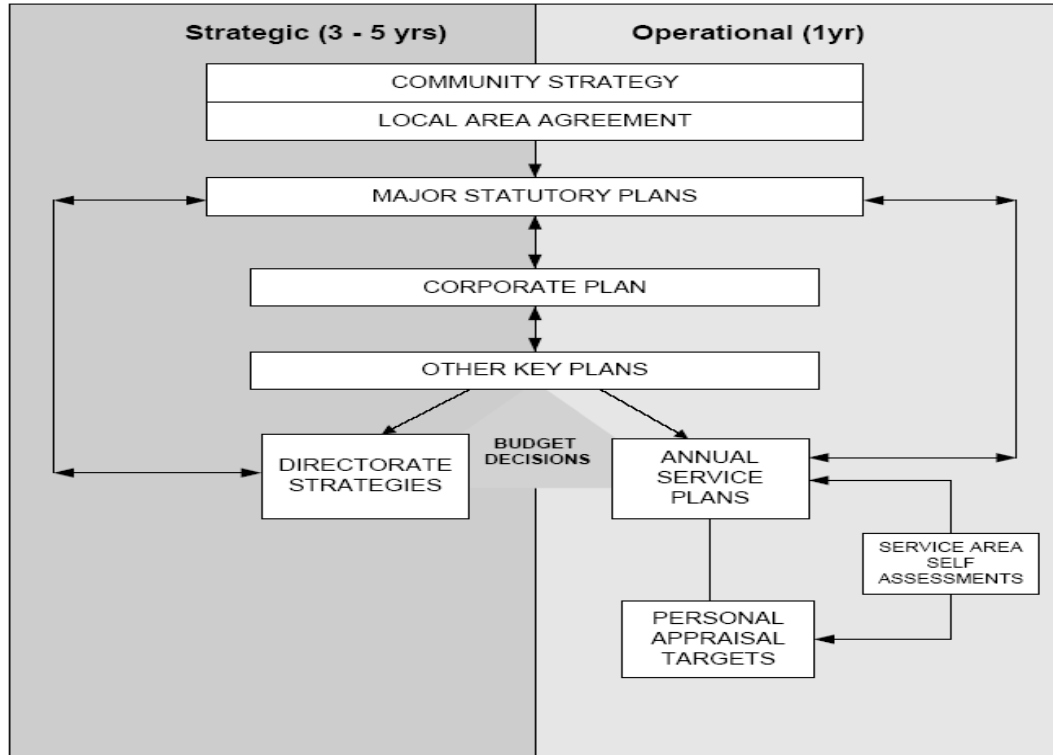 Strategic (3 - 5 yrs)
Operational (1yr)
COMMUNITY STRATEGY
LOCAL AREA AGREEMENT
MAJOR STATUTORY PLANS
CORPORATE PLAN
OTHER KEY PLANS
BUDGET
DECISIONS
DIRECTORATE
STRATEGIES
ANNUAL
SERVICE
PLANS
SERVICE AREA
SELF
ASSESSMENTS
PERSONAL
APPRAISAL
TARGETS